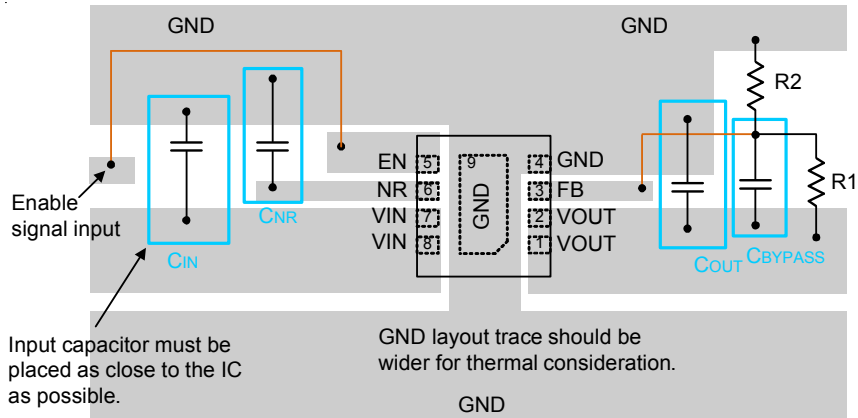 GND
GND
R2
EN 5 9 4 GND
R1
NR 6 3 FB
Enable
signal input
CNR
VIN 7 GND 2 VOUT
VIN 8 1 VOUT
CIN
COUT
CBYPASS
Input capacitor must be
placed as close to the IC
as possible.
GND layout trace should be
wider for thermal consideration.
GND